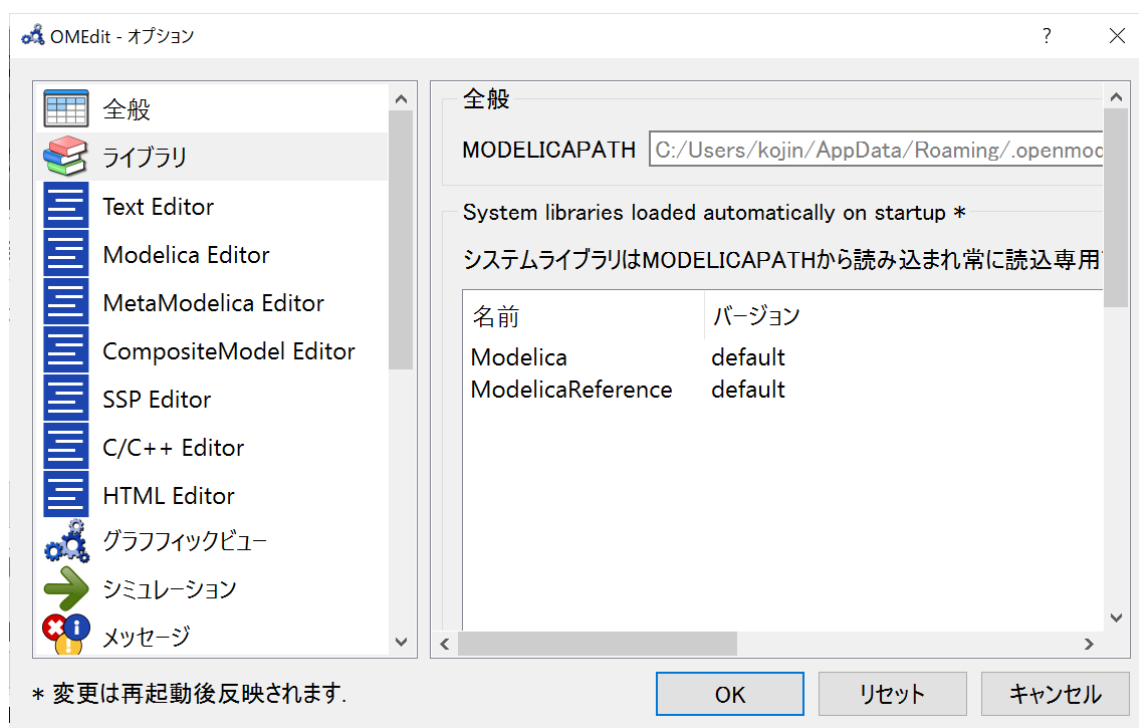 OMEdit - オプション
?
全般
ライブラリ
Text Editor
Modelica Editor
MetaModelica Editor
CompositeModel Editor
SSP Editor
C/C++ Editor
HTML Editor
グラフフィックビュー
シミュレーション
メッセージ
全般
MODELICAPATH C:/Users/kojin/AppData/Roaming/.openmod
System libraries loaded automatically on startup *
システムライブラリはMODELICAPATHから読み込まれ常に読込専用
名前 バージョン
Modelica default
ModelicaReference default
* 変更は再起動後反映されます.
OK リセット キャンセル